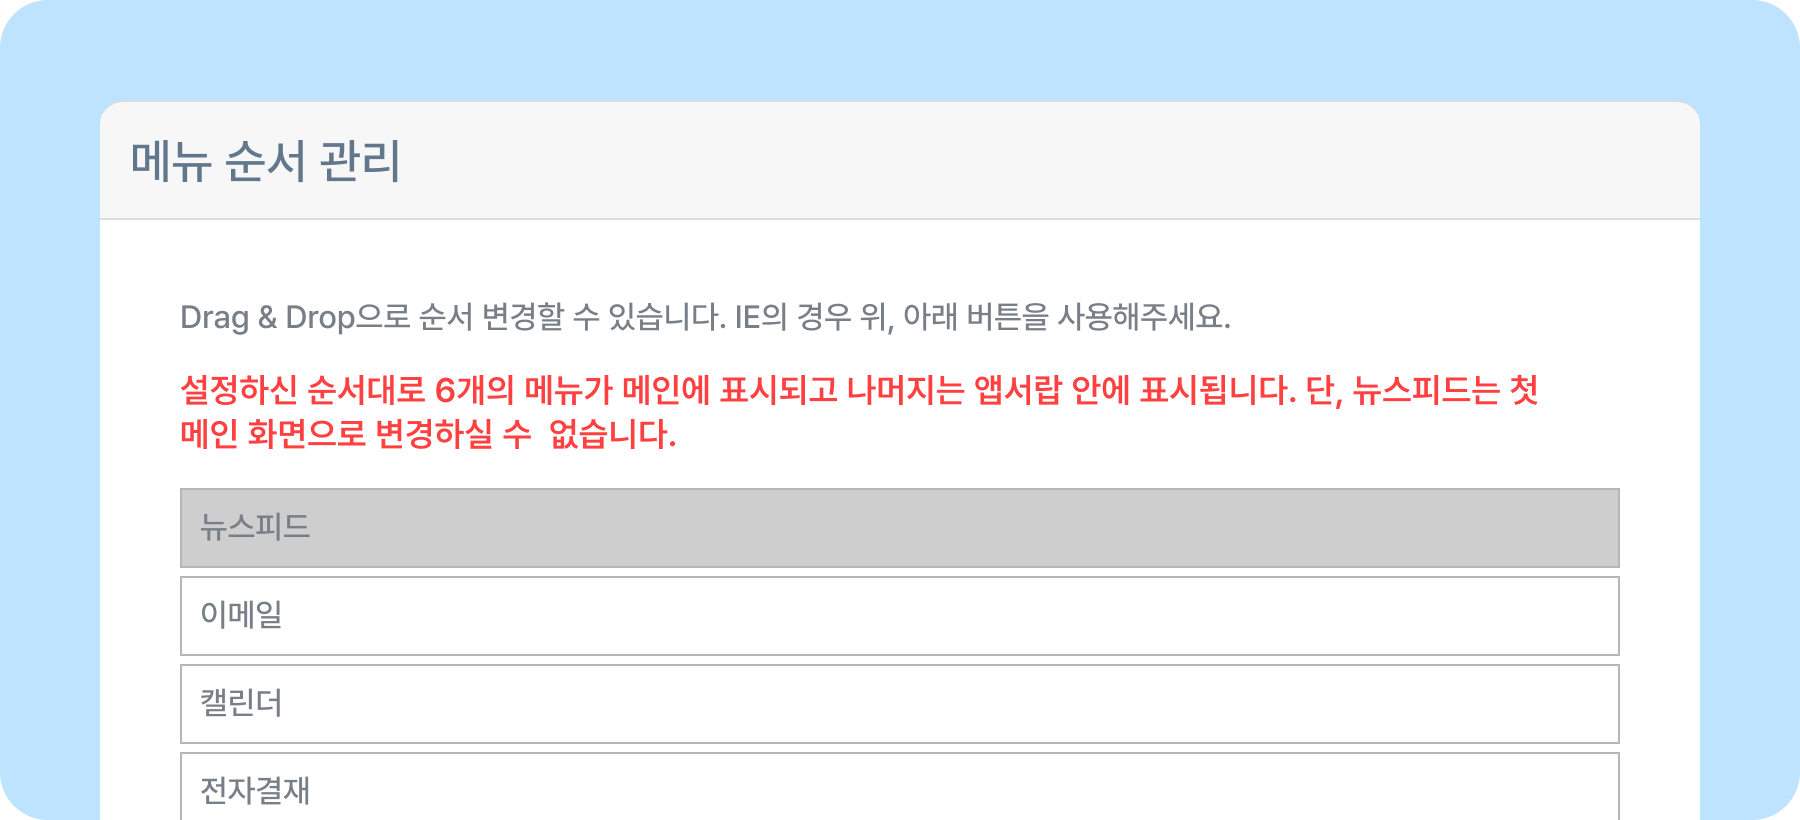 메뉴 순서 관리
Drag & Drop으로 순서 변경할 수 있습니다. IE의 경우 위, 아래 버튼을 사용해주세요.
설정하신 순서대로 6개의 메뉴가 메인에 표시되고 나머지는 앱서랍 안에 표시됩니다. 단, 뉴스피드는 첫
메인 화면으로 변경하실 수  없습니다.
뉴스피드
이메일
캘린더
전자결재